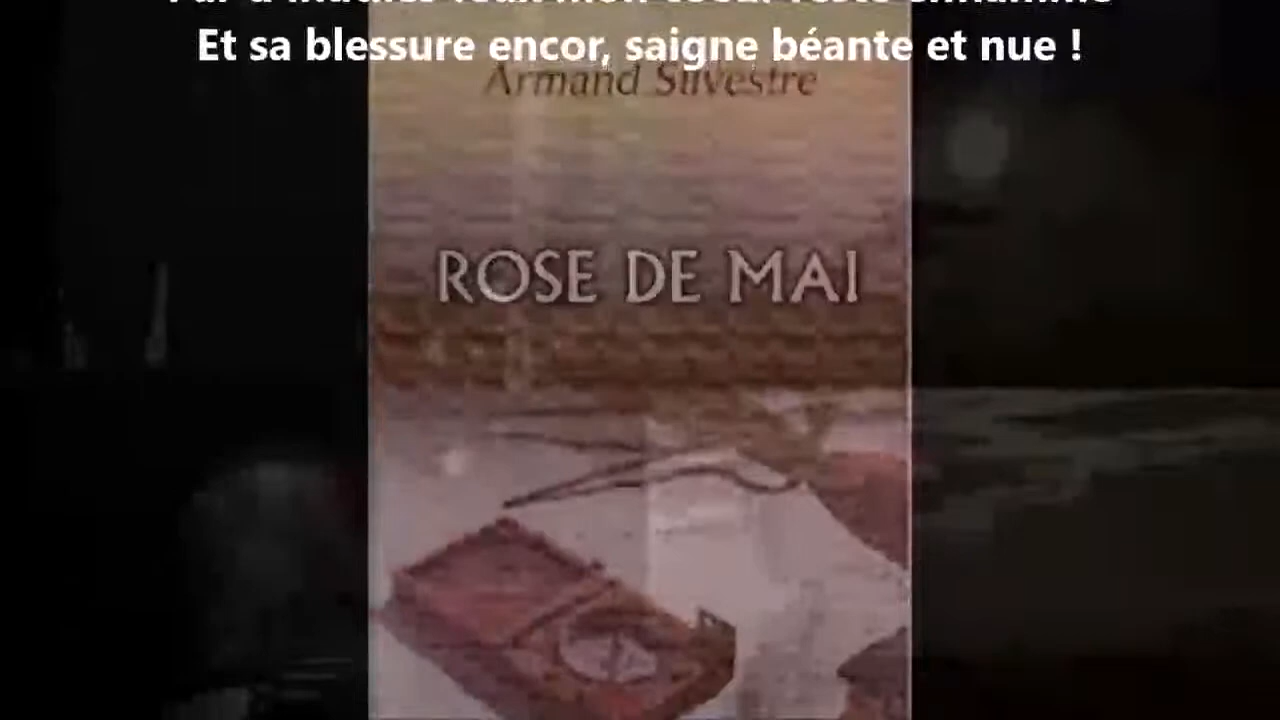 Et sa blessure encor, saigne béante et nue !
Armand Silvestre
ROSE DE MAI